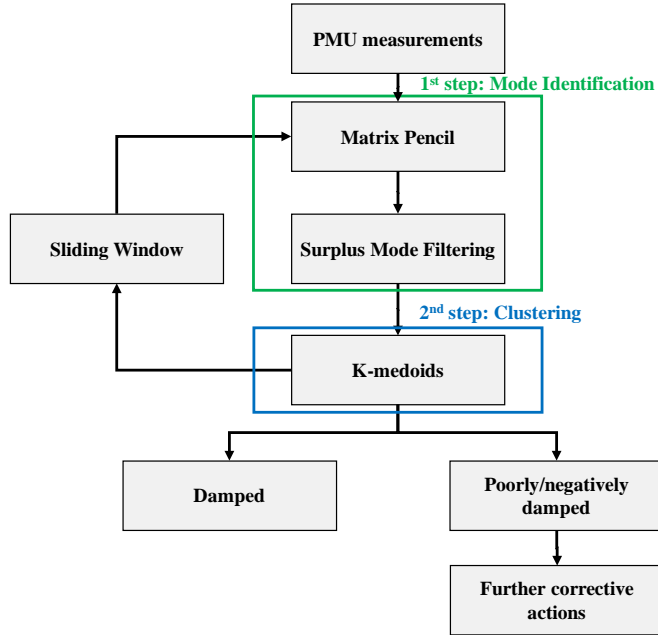 PMU measurements
1st step: Mode Identification
Matrix Pencil
Sliding Window
Surplus Mode Filtering
2nd step: Clustering
K-medoids
Damped
Poorly/negatively
damped
Further corrective
actions